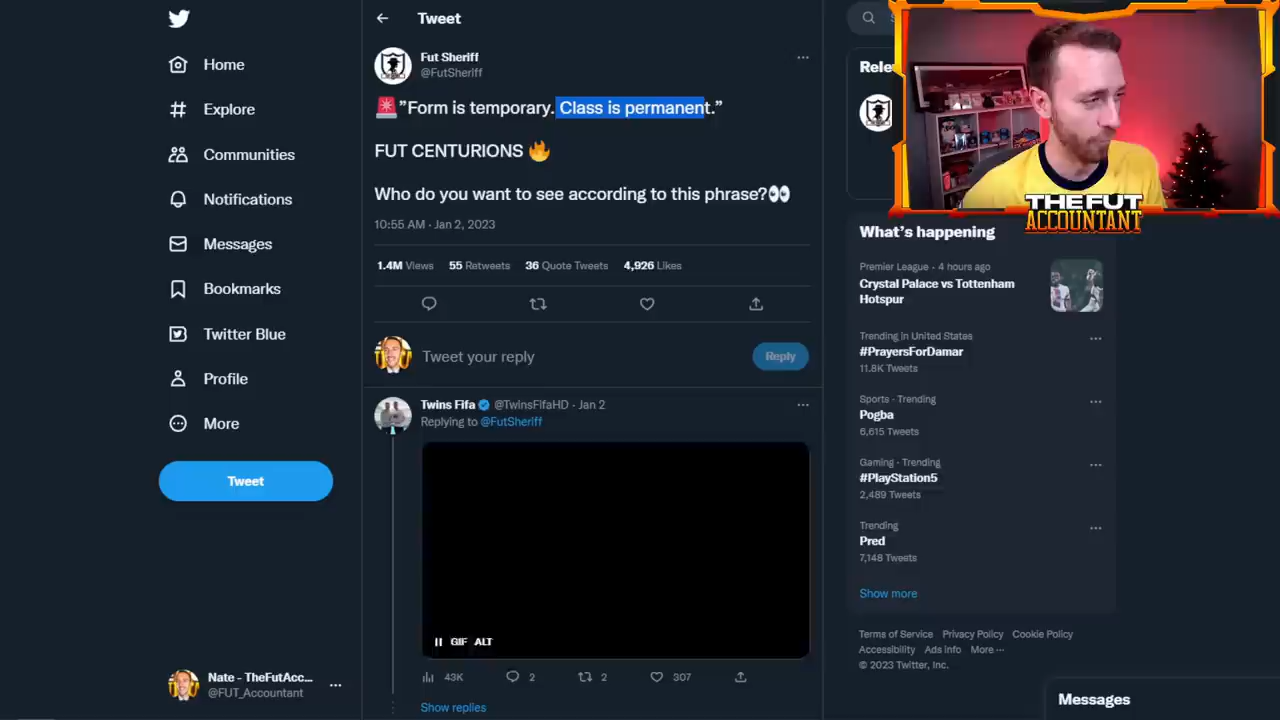 Home
Explore
Communities
Notifications
Messages
Bookmarks
Twitter Blue
Profile
More
Tweet
Nate - TheFutAcc...
@FUT_Accountant
Tweet
Fut Sheriff
@FutSheriff
🚨"Form is temporary. Class is permanent."
FUT CENTURIONS 🔥
Who do you want to see according to this phrase?👀
10:55 AM · Jan 2, 2023
1.4M Views 55 Retweets 36 Quote Tweets 4,926 Likes
Tweet your reply
Reply
Twins Fifa @TwinsFifaHD · Jan 2
Replying to @FutSheriff
GIF ALT
43K 2 2 307
Show replies
THE FUT
ACCOUNTANT
What's happening
Premier League · 4 hours ago
Crystal Palace vs Tottenham
Hotspur
Trending in United States
#PrayersForDamar
11.8K Tweets
Sports · Trending
Pogba
6,615 Tweets
Gaming · Trending
#PlayStation5
2,489 Tweets
Trending
Pred
7,148 Tweets
Show more
Terms of Service Privacy Policy Cookie Policy
Accessibility Ads info More ···
© 2023 Twitter, Inc.
Messages